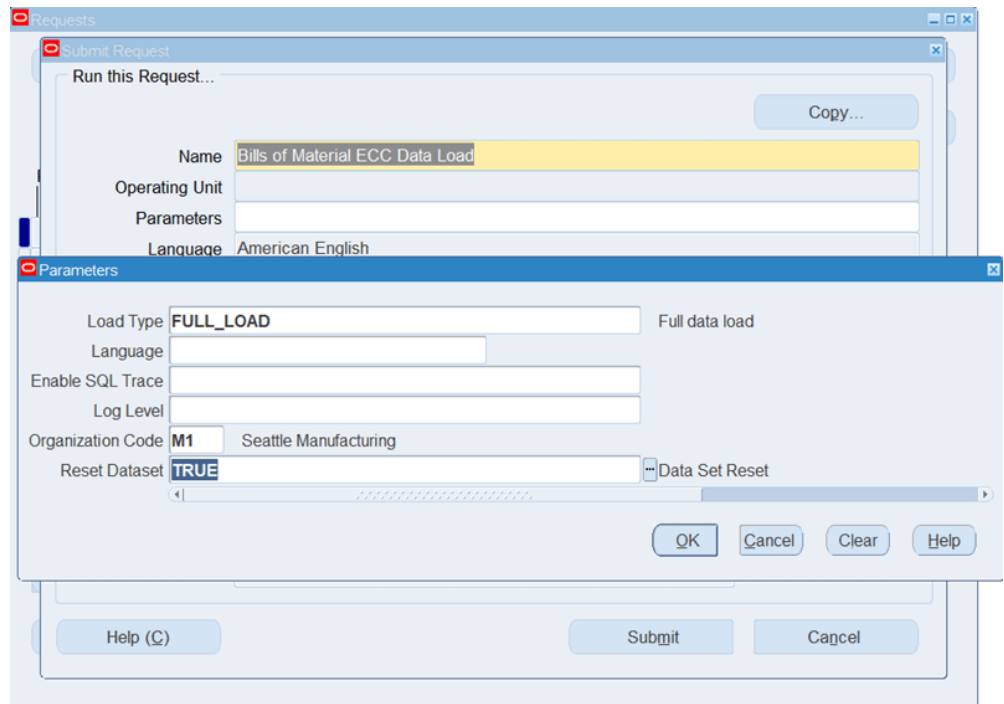 Requests
Submit Request
Run this Request...
Copy...
Name Bills of Material ECC Data Load
Operating Unit
Parameters
Language American English
Parameters
Load Type FULL_LOAD Full data load
Language
Enable SQL Trace
Log Level
Organization Code M1 Seattle Manufacturing
Reset Dataset TRUE Data Set Reset
OK Cancel Clear Help
Help (C) Submit Cancel